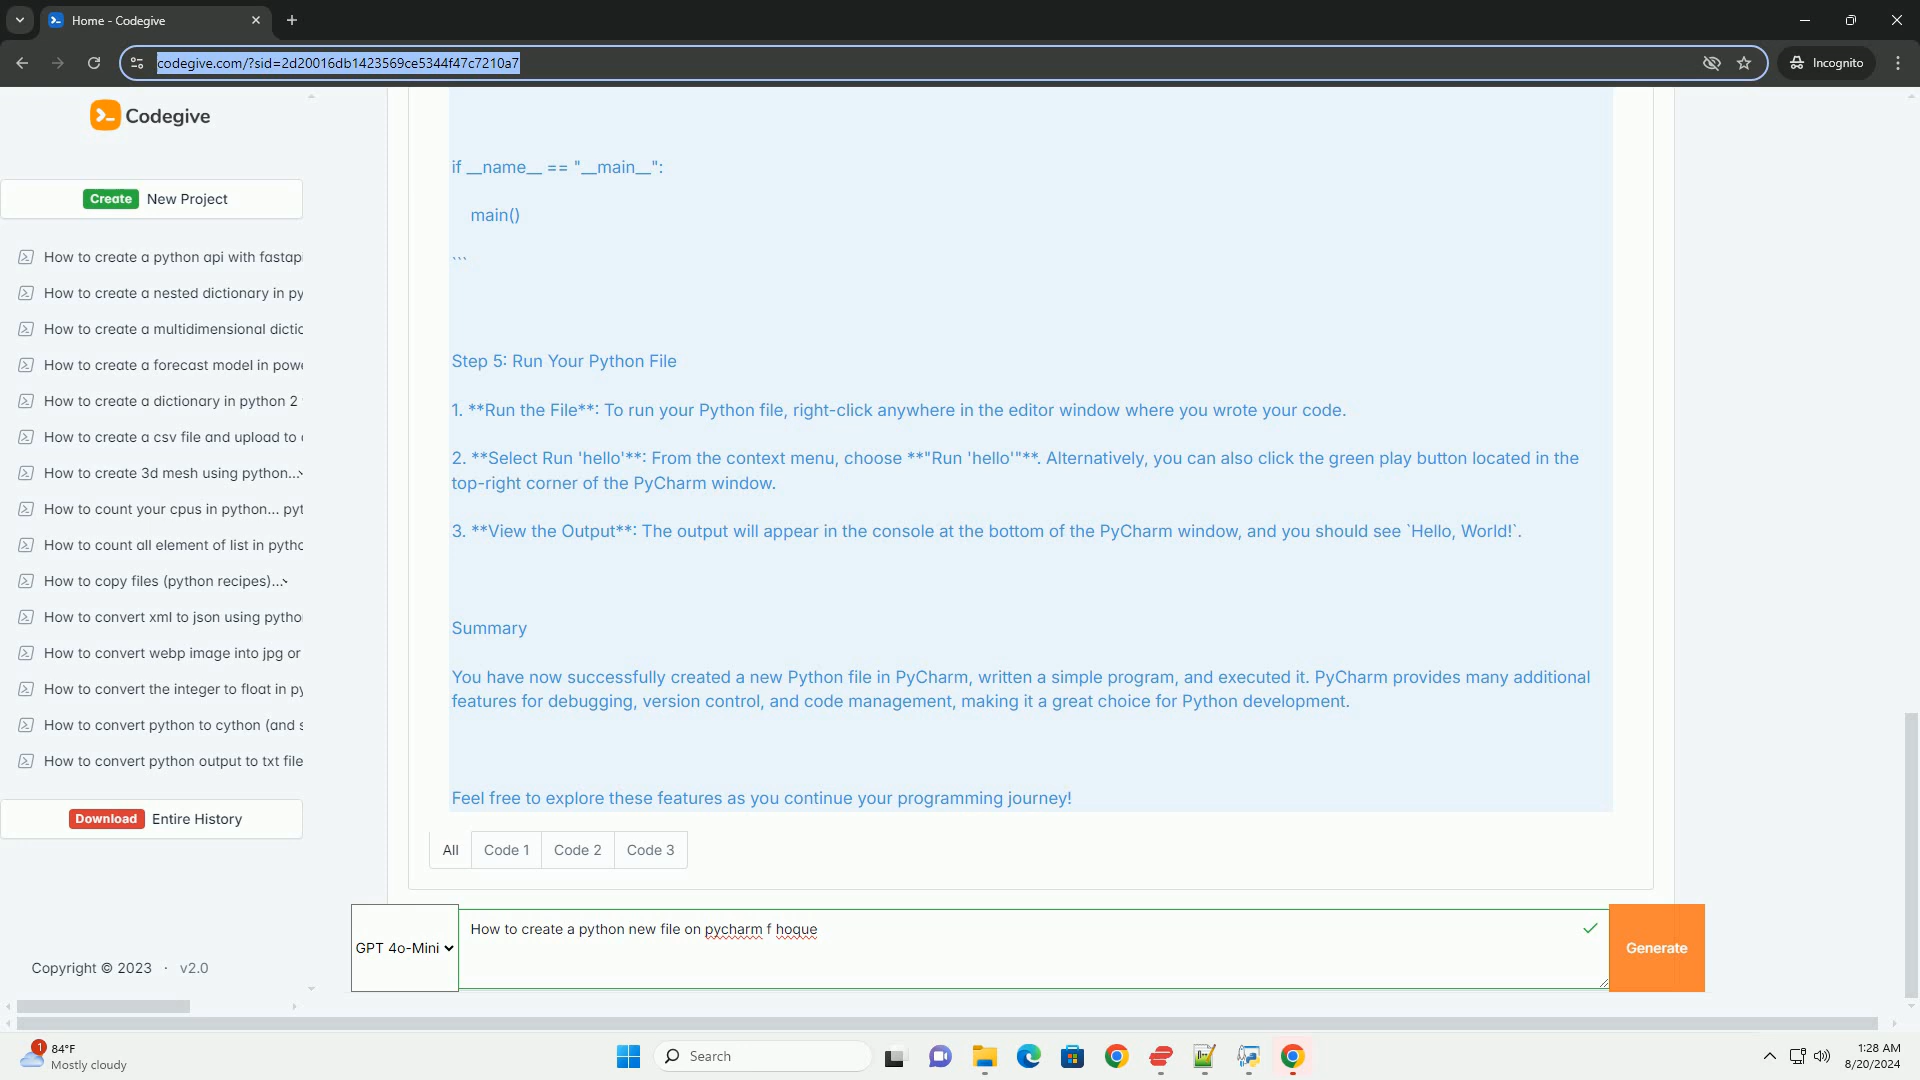 Home - Codegive
codegive.com/?sid=2d20016db1423569ce5344f47c7210a7
Incognito
Codegive
Create New Project
How to create a python api with fastap
How to create a nested dictionary in py
How to create a multidimensional dictic
How to create a forecast model in powe
How to create a dictionary in python 2
How to create a csv file and upload to
How to create 3d mesh using python...
How to count your cpus in python... pyt
How to count all element of list in pytho
How to copy files (python recipes)...
How to convert xml to json using pytho
How to convert webp image into jpg or
How to convert the integer to float in py
How to convert python to cython (and s
How to convert python output to txt file
Download Entire History
Copyright © 2023 · v2.0
if __name__ == "__main__":
main()
```
Step 5: Run Your Python File
1. **Run the File**: To run your Python file, right-click anywhere in the editor window where you wrote your code.
2. **Select Run 'hello'**: From the context menu, choose **"Run 'hello'"**. Alternatively, you can also click the green play button located in the
top-right corner of the PyCharm window.
3. **View the Output**: The output will appear in the console at the bottom of the PyCharm window, and you should see `Hello, World!`.
Summary
You have now successfully created a new Python file in PyCharm, written a simple program, and executed it. PyCharm provides many additional
features for debugging, version control, and code management, making it a great choice for Python development.
Feel free to explore these features as you continue your programming journey!
All Code 1 Code 2 Code 3
GPT 4o-Mini
How to create a python new file on pycharm f hoque
Generate
1
84°F
Mostly cloudy
Search
1:28 AM
8/20/2024